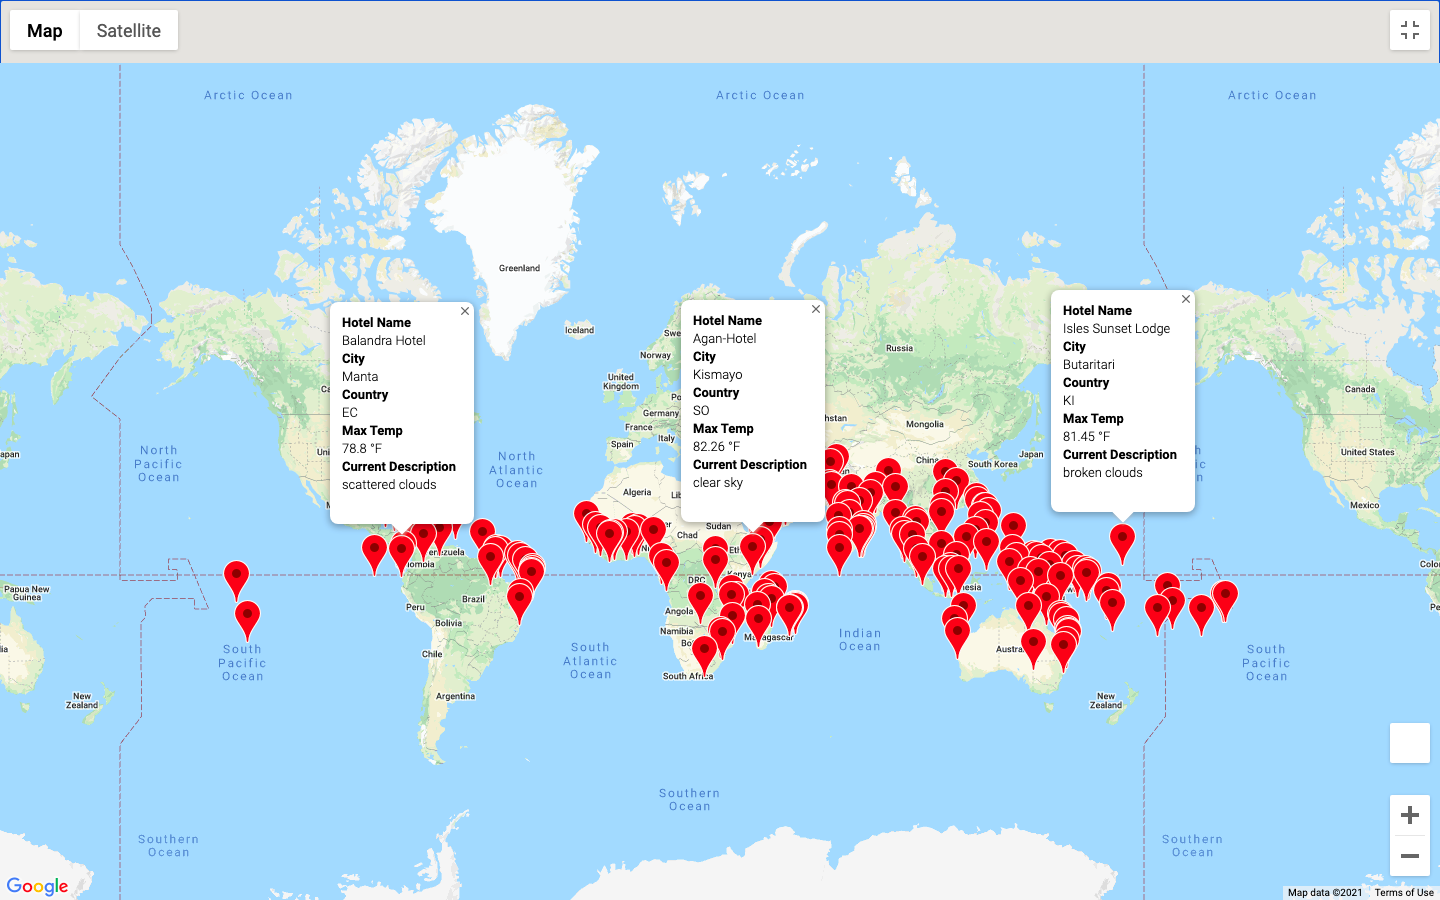 Map
Satellite
Arctic Ocean
Arctic Ocean
Arctic Ocean
Greenland
Iceland
Norway
United
Kingdom
Germany
France
Spain
Italy
Russia
Mongolia
China
South Korea
Japan
Canada
United States
Mexico
North
Pacific
Ocean
North
Atlantic
Ocean
Hotel Name
Balandra Hotel
City
Manta
Country
EC
Max Temp
78.8 °F
Current Description
scattered clouds
Hotel Name
Agan-Hotel
City
Kismayo
Country
SO
Max Temp
82.26 °F
Current Description
clear sky
Hotel Name
Isles Sunset Lodge
City
Butaritari
Country
KI
Max Temp
81.45 °F
Current Description
broken clouds
Algeria
Sudan
Chad
DRC
Kenya
Angola
Namibia
South Africa
Papua New
Guinea
Peru
Brazil
Bolivia
Chile
Argentina
South
Pacific
Ocean
South
Atlantic
Ocean
Indian
Ocean
South
Pacific
Ocean
New
Zealand
New
Zealand
Southern
Ocean
Southern
Ocean
Southern
Ocean
Google
Map data ©2021
Terms of Use